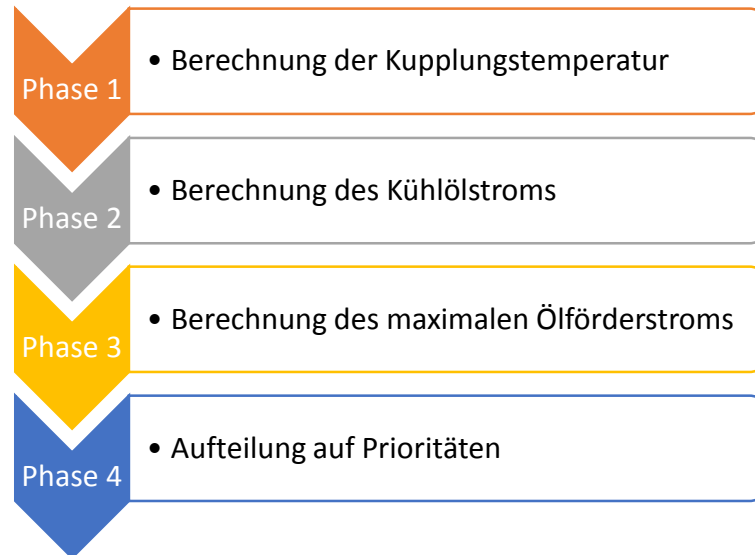 Phase 1
• Berechnung der Kupplungstemperatur
Phase 2
• Berechnung des Kühlölstroms
Phase 3
• Berechnung des maximalen Ölförderstroms
Phase 4
• Aufteilung auf Prioritäten